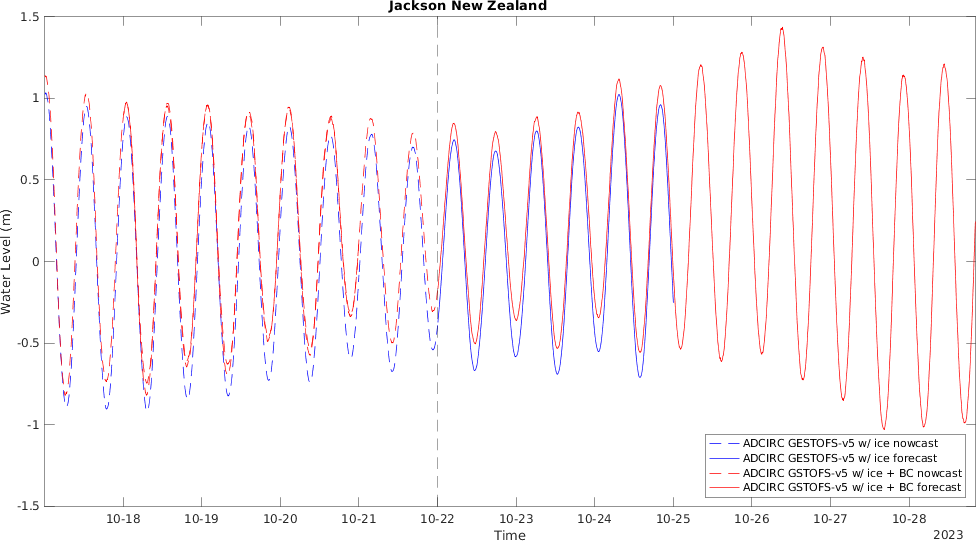 Jackson New Zealand
1.5
1
0.5
0
-0.5
-1
-1.5
Water Level (m)
10-18 10-19 10-20 10-21 10-22 10-23 10-24 10-25 10-26 10-27 10-28
Time
2023
ADCIRC GESTOFS-v5 w/ ice nowcast
ADCIRC GESTOFS-v5 w/ ice forecast
ADCIRC GSTOFS-v5 w/ ice + BC nowcast
ADCIRC GSTOFS-v5 w/ ice + BC forecast